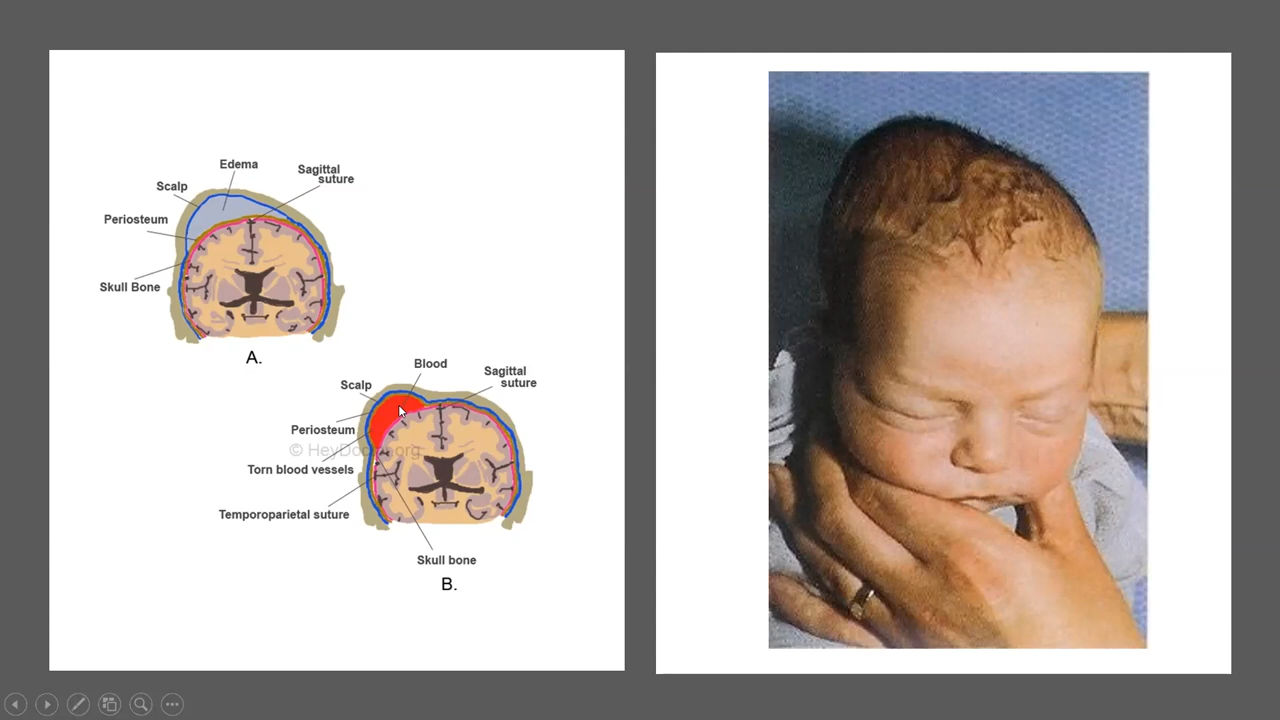 Edema
Sagittal
suture
Scalp
Periosteum
Skull Bone
A.
Blood
Sagittal
suture
Scalp
Periosteum
Torn blood vessels
Temporoparietal suture
Skull bone
B.